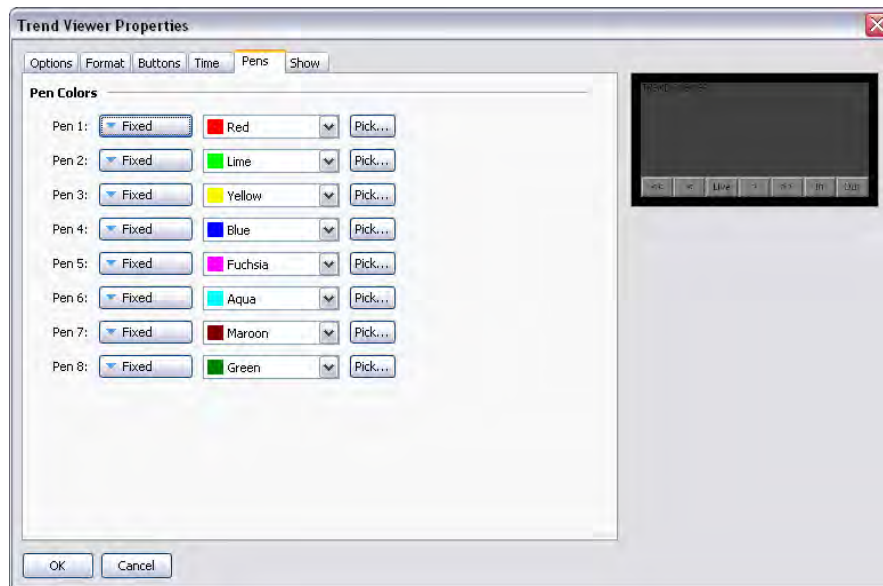 Trend Viewer Properties
Options Format Buttons Time Pens Show
Pen Colors
Pen 1: Fixed Red Pick...
Pen 2: Fixed Lime Pick...
Pen 3: Fixed Yellow Pick...
Pen 4: Fixed Blue Pick...
Pen 5: Fixed Fuchsia Pick...
Pen 6: Fixed Aqua Pick...
Pen 7: Fixed Maroon Pick...
Pen 8: Fixed Green Pick...
Live
OK Cancel